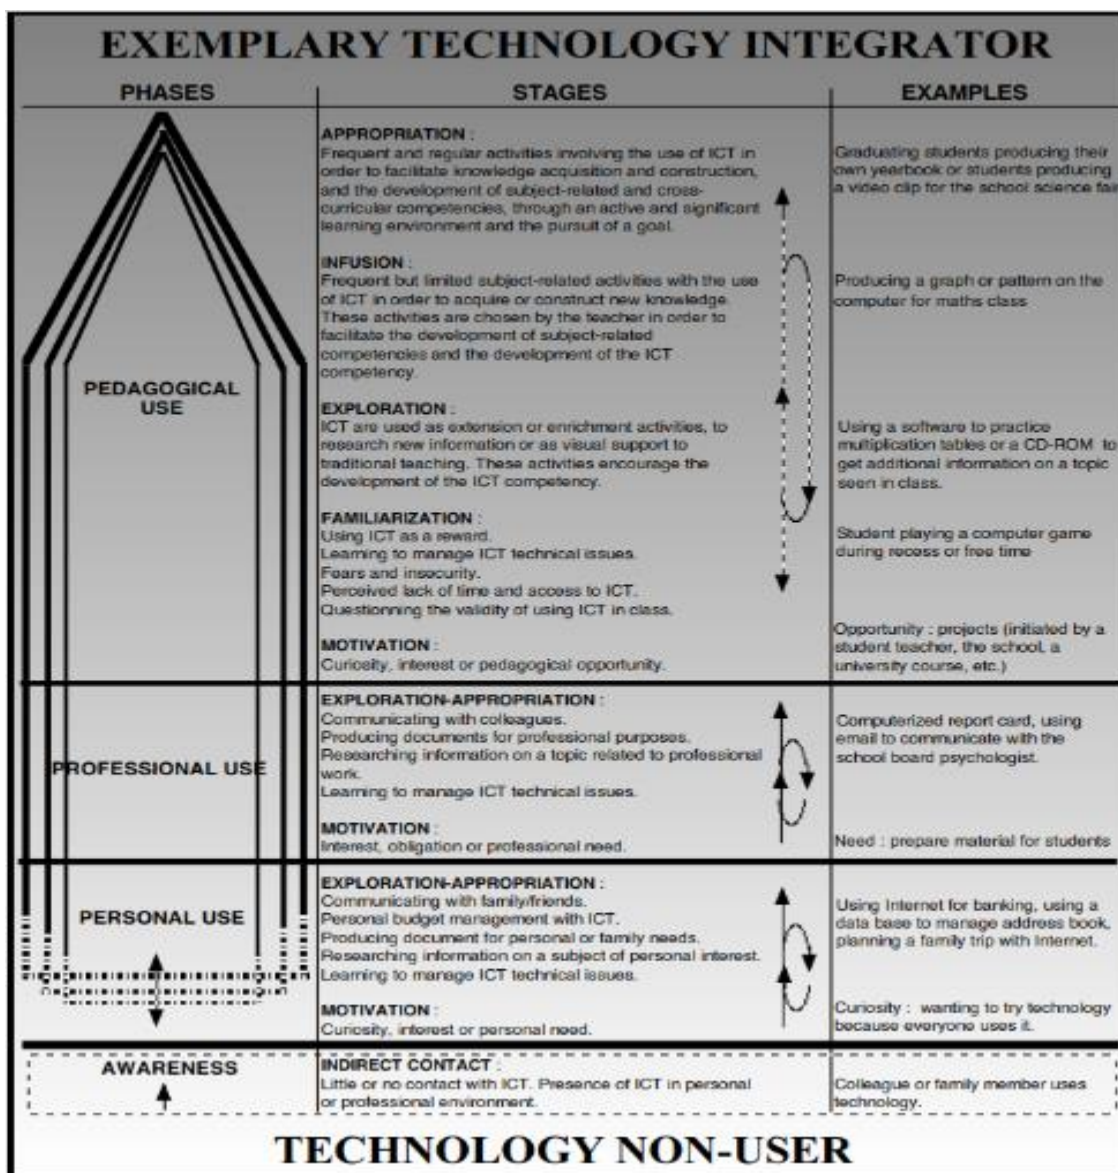 EXEMPLARY TECHNOLOGY INTEGRATOR
PHASES
STAGES
EXAMPLES
APPROPRIATION :
Frequent and regular activities involving the use of ICT in
order to facilitate knowledge acquisition and construction,
and the development of subject-related and cross-
curricular competencies, through an active and significant
learning environment and the pursuit of a goal.
Graduating students producing their
own yearbook or students producing
a video clip for the school science fair
INFUSION :
Frequent but limited subject-related activities with the use
of ICT in order to acquire or construct new knowledge.
These activities are chosen by the teacher in order to
facilitate the development of subject-related
competencies and the development of the ICT
competency.
Producing a graph or pattern on the
computer for maths class
PEDAGOGICAL
USE
EXPLORATION :
ICT are used as extension or enrichment activities, to
research new information or as visual support to
traditional teaching. These activities encourage the
development of the ICT competency.
Using a software to practice
multiplication tables or a CD-ROM to
get additional information on a topic
seen in class.
FAMILIARIZATION :
Using ICT as a reward.
Learning to manage ICT technical issues.
Fears and insecurity.
Perceived lack of time and access to ICT.
Questionning the validity of using ICT in class.
Student playing a computer game
during recess or free time
MOTIVATION :
Curiosity, interest or pedagogical opportunity.
Opportunity : projects (initiated by a
student teacher, the school, a
university course, etc.)
PROFESSIONAL USE
EXPLORATION-APPROPRIATION :
Communicating with colleagues.
Producing documents for professional purposes.
Researching information on a topic related to professional
work.
Learning to manage ICT technical issues.
Computerized report card, using
email to communicate with the
school board psychologist.
MOTIVATION :
Interest, obligation or professional need.
Need : prepare material for students
PERSONAL USE
EXPLORATION-APPROPRIATION :
Communicating with family/friends.
Personal budget management with ICT.
Producing document for personal or family needs.
Researching information on a subject of personal interest.
Learning to manage ICT technical issues.
Using Internet for banking, using a
data base to manage address book,
planning a family trip with Internet.
MOTIVATION :
Curiosity, interest or personal need.
Curiosity : wanting to try technology
because everyone uses it.
AWARENESS
INDIRECT CONTACT :
Little or no contact with ICT. Presence of ICT in personal
or professional environment.
Colleague or family member uses
technology.
TECHNOLOGY NON-USER